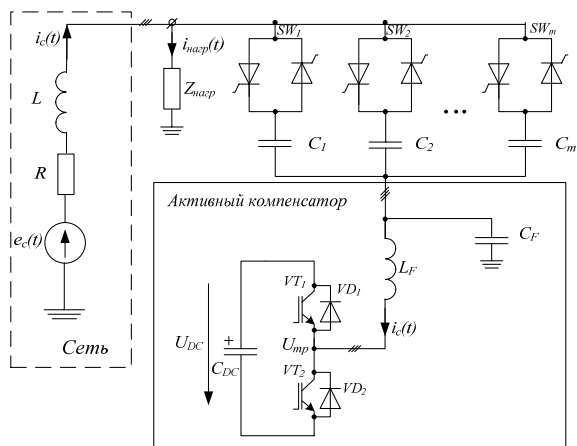 i_c(t)
i_нагр(t)
SW_1
SW_2
SW_m
L
Z_нагр
R
C_1
C_2
...
C_m
e_c(t)
Сеть
Активный компенсатор
C_F
L_F
VT_1
VD_1
i_c(t)
U_DC
+
C_DC
U_тр
VT_2
VD_2